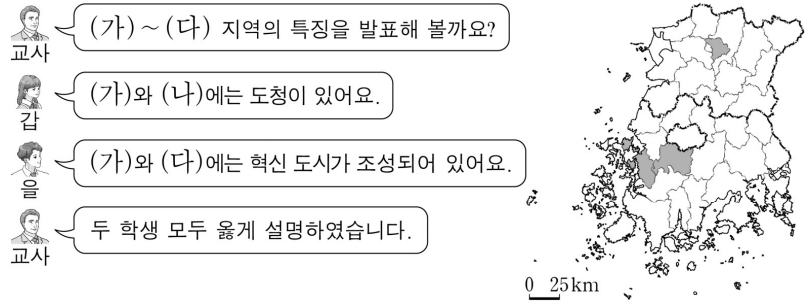 (가)~(다) 지역의 특징을 발표해 볼까요?
교사
(가)와 (나)에는 도청이 있어요.
갑
(가)와 (다)에는 혁신 도시가 조성되어 있어요.
을
두 학생 모두 옳게 설명하였습니다.
교사
0 25km